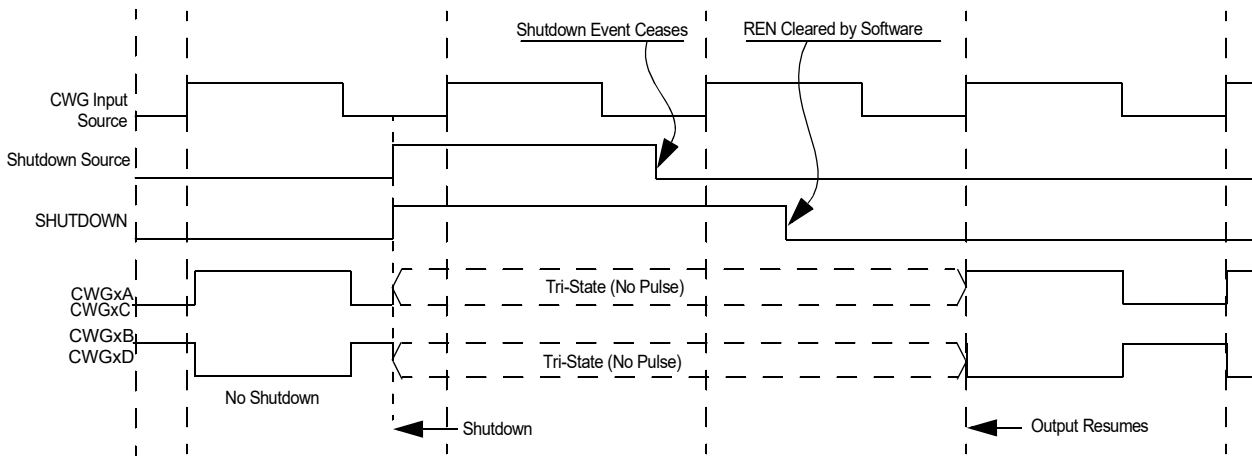 Shutdown Event Ceases
REN Cleared by Software
CWG Input
Source
Shutdown Source
SHUTDOWN
CWGxA
CWGxC
Tri-State (No Pulse)
CWGxB
CWGxD
Tri-State (No Pulse)
No Shutdown
Shutdown
Output Resumes